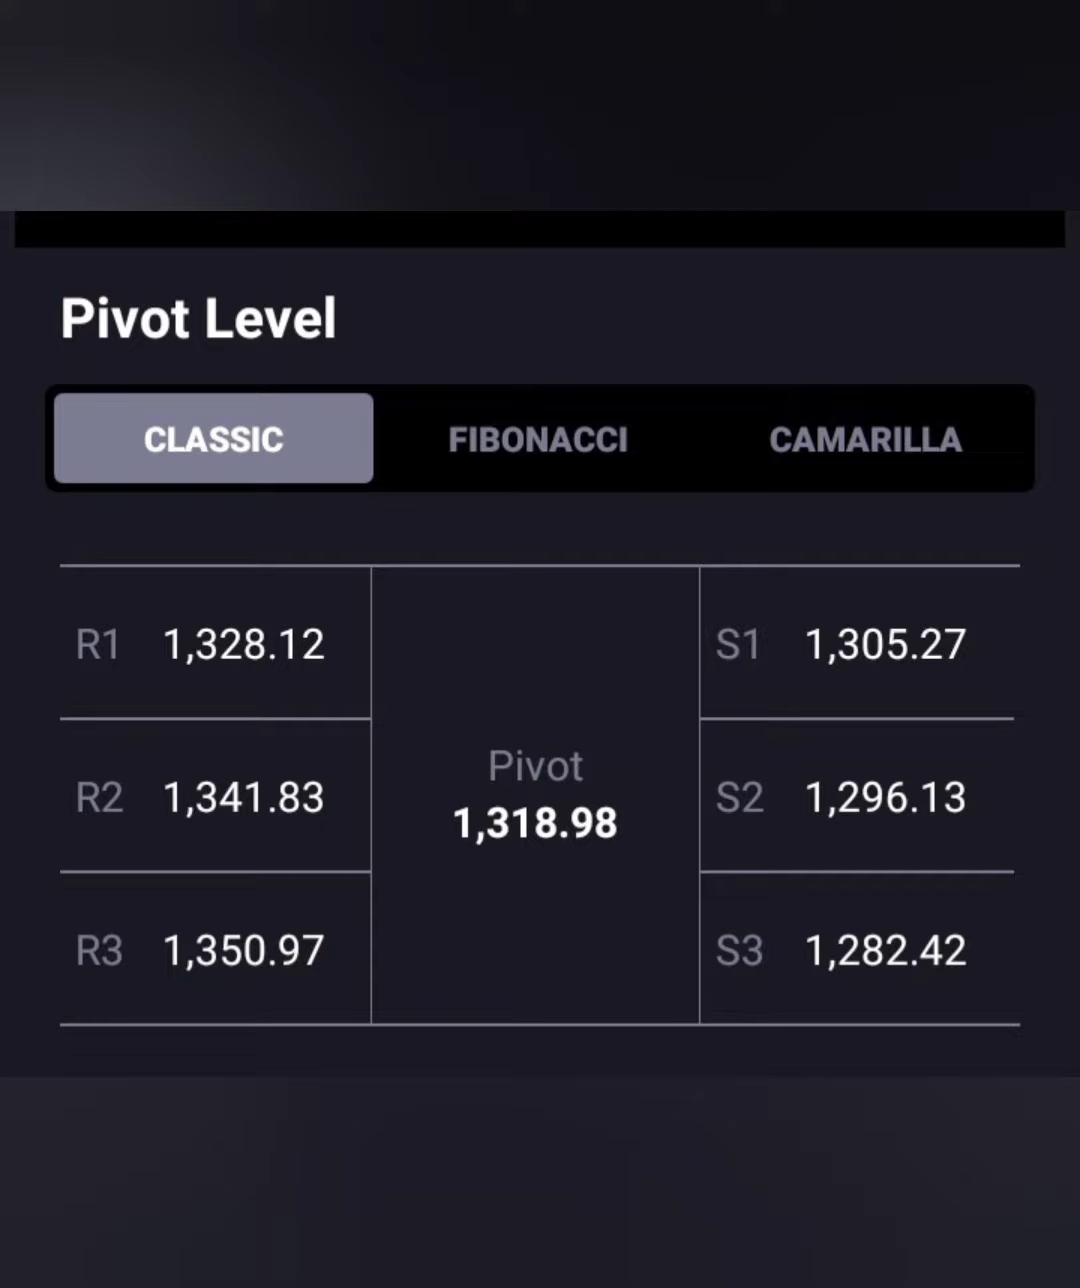 Pivot Level
CLASSIC FIBONACCI CAMARILLA
R1 1,328.12 S1 1,305.27
Pivot
R2 1,341.83 1,318.98 S2 1,296.13
R3 1,350.97 S3 1,282.42